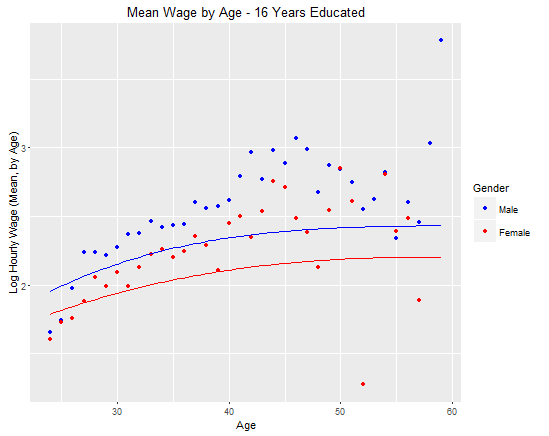 Mean Wage by Age - 16 Years Educated
Log Hourly Wage (Mean, by Age)
3
2
30
40
50
60
Age
Gender
Male
Female